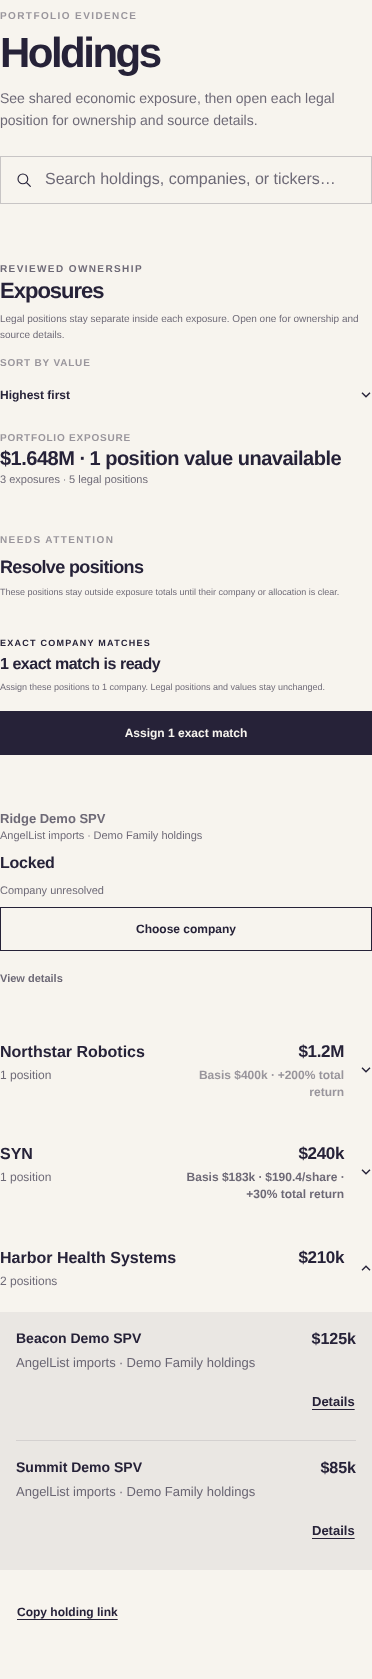 PORTFOLIO EVIDENCE
Holdings
See shared economic exposure, then open each legal
position for ownership and source details.
Search holdings, companies, or tickers…
REVIEWED OWNERSHIP
Exposures
Legal positions stay separate inside each exposure. Open one for ownership and
source details.
SORT BY VALUE
Highest first
PORTFOLIO EXPOSURE
$1.648M · 1 position value unavailable
3 exposures · 5 legal positions
NEEDS ATTENTION
Resolve positions
These positions stay outside exposure totals until their company or allocation is clear.
EXACT COMPANY MATCHES
1 exact match is ready
Assign these positions to 1 company. Legal positions and values stay unchanged.
Assign 1 exact match
Ridge Demo SPV
AngelList imports · Demo Family holdings
Locked
Company unresolved
Choose company
View details
Northstar Robotics $1.2M
1 position Basis $400k · +200% total
return
SYN $240k
1 position Basis $183k · $190.4/share ·
+30% total return
Harbor Health Systems $210k
2 positions
Beacon Demo SPV $125k
AngelList imports · Demo Family holdings
Details
Summit Demo SPV $85k
AngelList imports · Demo Family holdings
Details
Copy holding link